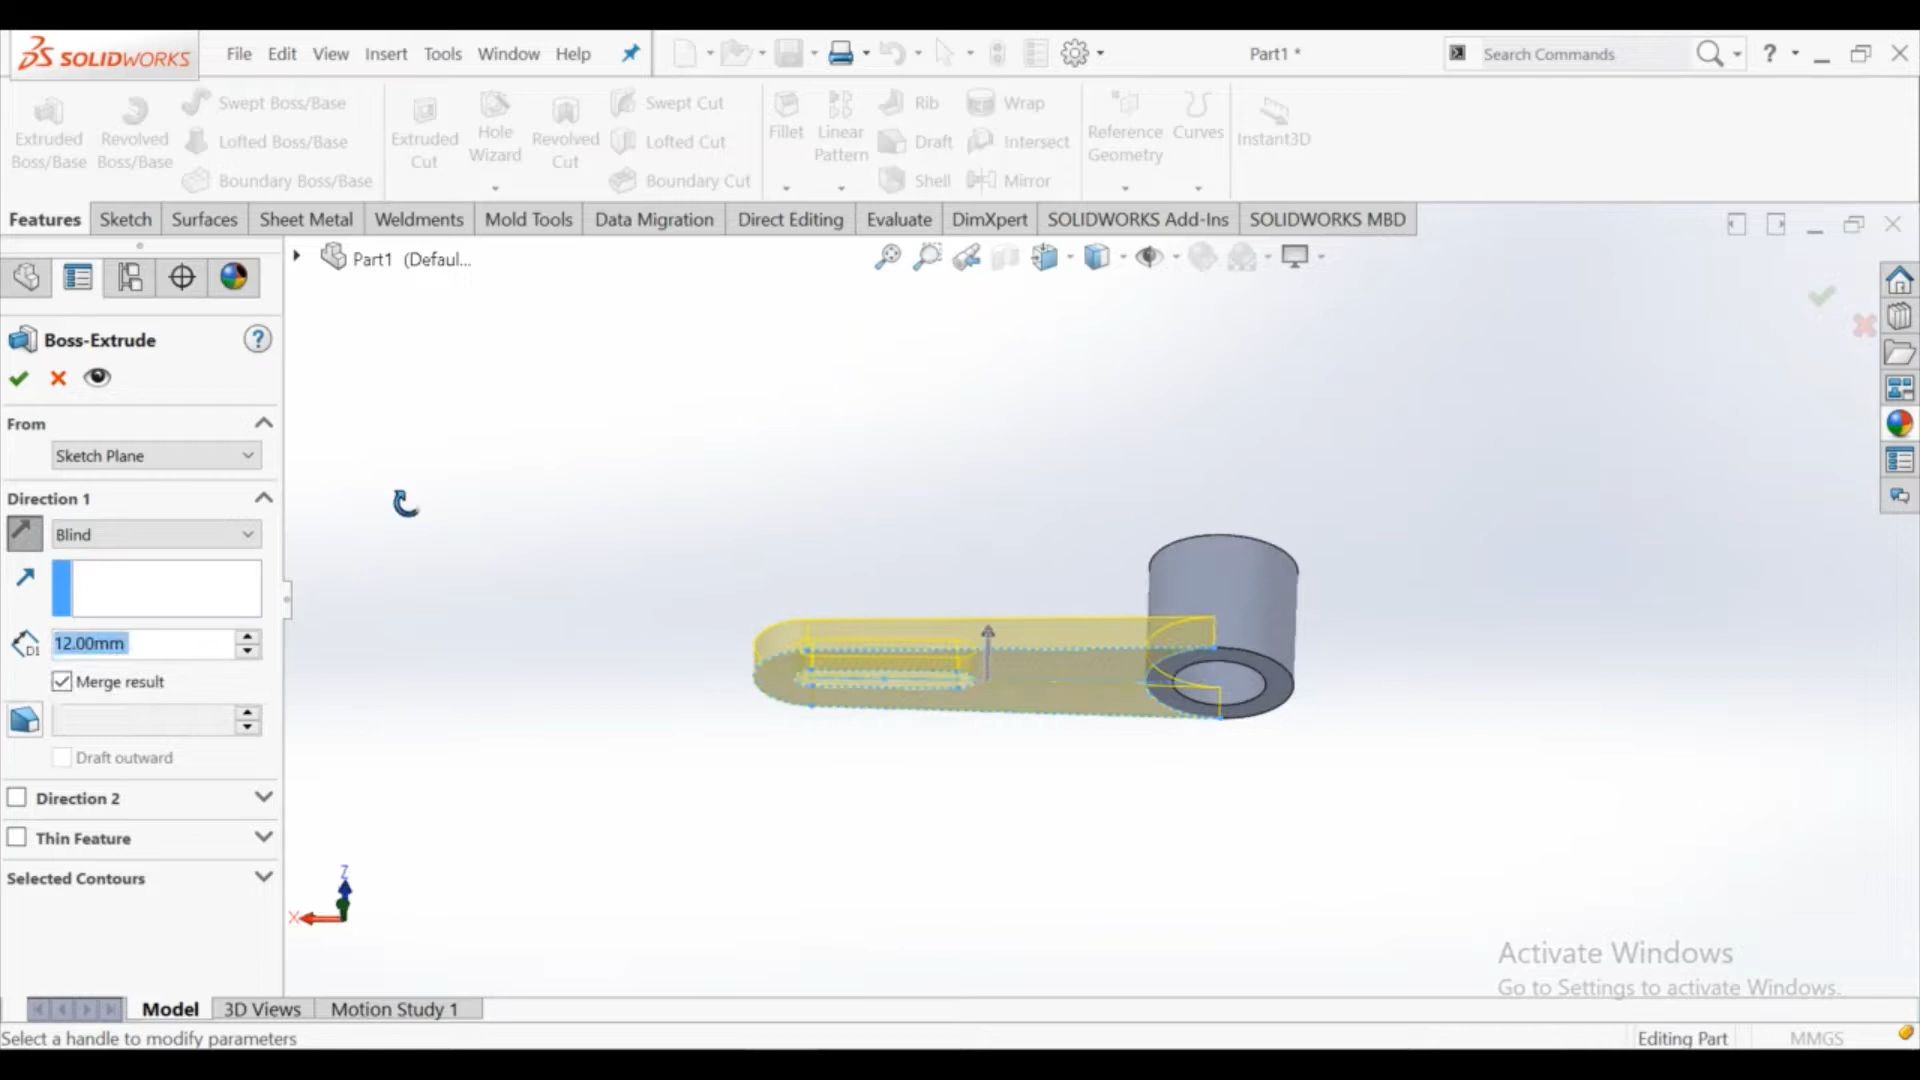 SOLIDWORKS File Edit View Insert Tools Window Help Part1 * Search Commands ?
Extruded Boss/Base
Revolved Boss/Base
Swept Boss/Base
Lofted Boss/Base
Boundary Boss/Base
Extruded Cut
Hole Wizard
Revolved Cut
Swept Cut
Lofted Cut
Boundary Cut
Fillet
Linear Pattern
Rib
Draft
Shell
Wrap
Intersect
Mirror
Reference Geometry
Curves
Instant3D
Features Sketch Surfaces Sheet Metal Weldments Mold Tools Data Migration Direct Editing Evaluate DimXpert SOLIDWORKS Add-Ins SOLIDWORKS MBD
Part1 (Defaul...
Boss-Extrude ?
From
Sketch Plane
Direction 1
Blind
D1 12.00mm
Merge result
Draft outward
Direction 2
Thin Feature
Selected Contours
Z
X
Activate Windows
Go to Settings to activate Windows.
Model 3D Views Motion Study 1
Select a handle to modify parameters Editing Part MMGS